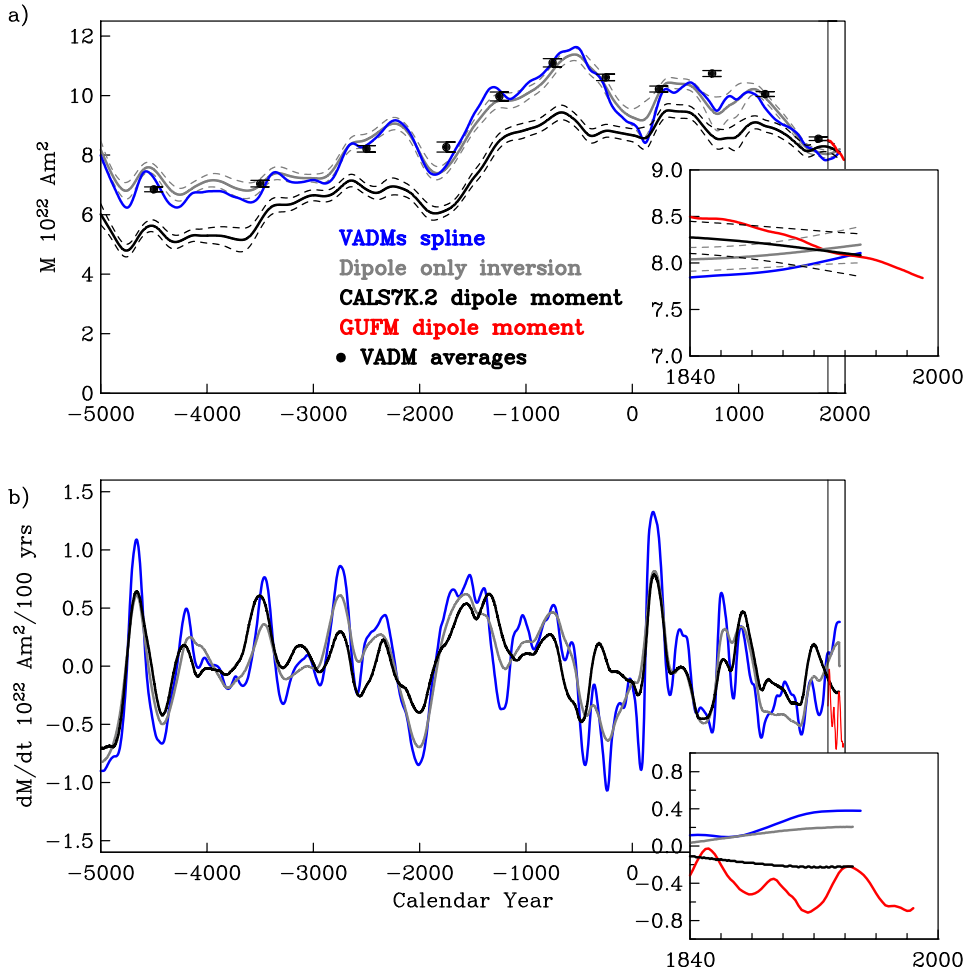 a)
12
10
8
6
4
2
0
M 10²² Am²
VADMs spline
Dipole only inversion
CALS7K.2 dipole moment
GUFM dipole moment
VADM averages
9.0
8.5
8.0
7.5
7.0
1840 2000
−5000 −4000 −3000 −2000 −1000 0 1000 2000
b)
1.5
1.0
0.5
0.0
−0.5
−1.0
−1.5
dM/dt 10²² Am²/100 yrs
0.8
0.4
0.0
−0.4
−0.8
−5000 −4000 −3000 −2000 −1000 0
Calendar Year
1840 2000